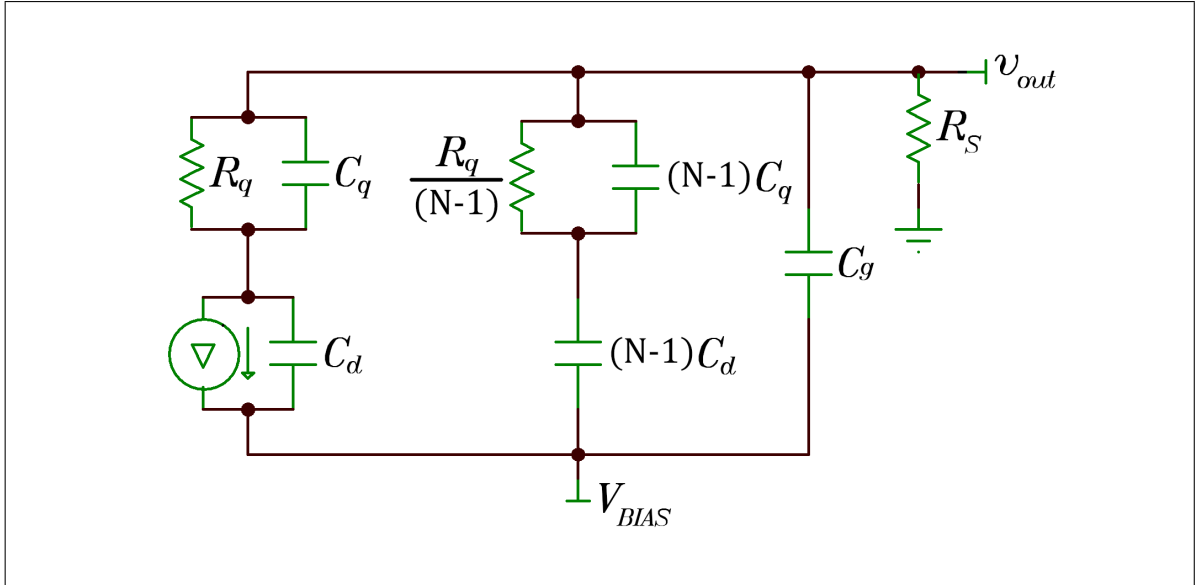 v_out
R_q
C_q
R_q
(N-1)
(N-1)C_q
R_S
C_g
C_d
(N-1)C_d
V_BIAS